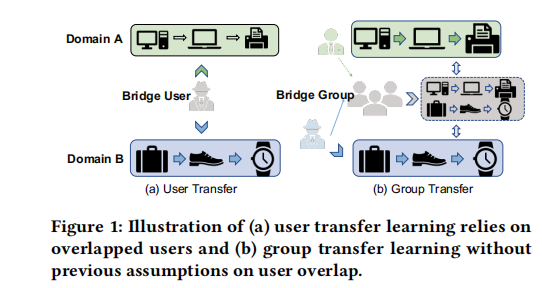 Domain A
Bridge User
Bridge Group
Domain B
(a) User Transfer
(b) Group Transfer
Figure 1: Illustration of (a) user transfer learning relies on
overlapped users and (b) group transfer learning without
previous assumptions on user overlap.